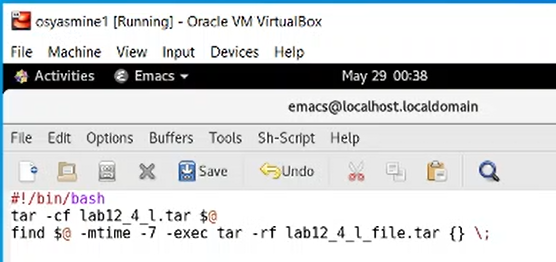 osyasmine1 [Running] - Oracle VM VirtualBox
File Machine View Input Devices Help
Activities Emacs May 29 00:38
emacs@localhost.localdomain
File Edit Options Buffers Tools Sh-Script Help
Save Undo
#!/bin/bash
tar -cf lab12_4_l.tar $@
find $@ -mtime -7 -exec tar -rf lab12_4_l_file.tar {} \;